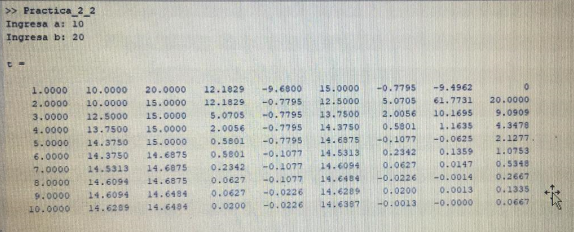 >> Practica_2_2
Ingresa a: 10
Ingresa b: 20
t =
1.0000 10.0000 20.0000 12.1829 -9.6800 15.0000 -0.7795 -9.4962 0
2.0000 10.0000 15.0000 12.1829 -0.7795 12.5000 5.0705 61.7731 20.0000
3.0000 12.5000 15.0000 5.0705 -0.7795 13.7500 2.0056 10.1695 9.0909
4.0000 13.7500 15.0000 2.0056 -0.7795 14.3750 0.5801 1.1635 4.3478
5.0000 14.3750 15.0000 0.5801 -0.7795 14.6875 -0.1077 -0.0625 2.1277
6.0000 14.3750 14.6875 0.5801 -0.1077 14.5313 0.2342 0.1359 1.0753
7.0000 14.5313 14.6875 0.2342 -0.1077 14.6094 0.0627 0.0147 0.5348
8.0000 14.6094 14.6875 0.0627 -0.1077 14.6484 -0.0226 -0.0014 0.2667
9.0000 14.6094 14.6484 0.0627 -0.0226 14.6289 0.0200 0.0013 0.1335
10.0000 14.6289 14.6484 0.0200 -0.0226 14.6387 -0.0013 -0.0000 0.0667